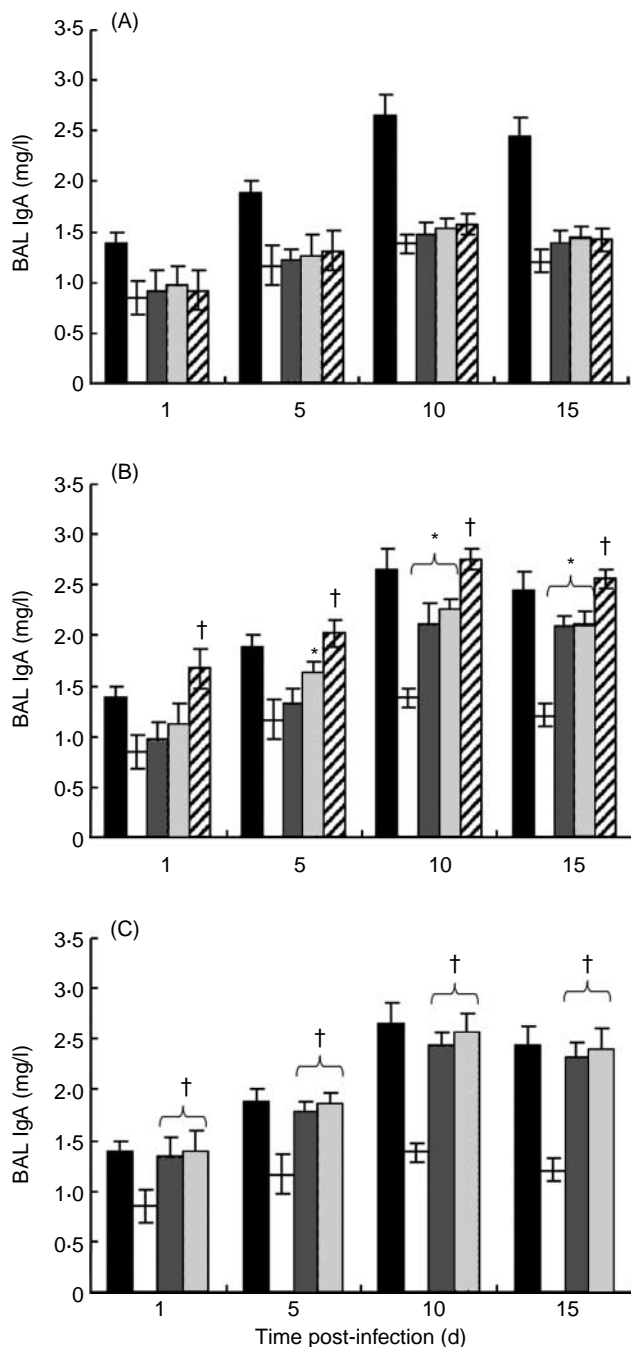 (A)
3·5
3·0
2·5
2·0
1·5
1·0
0·5
0
BAL IgA (mg/l)
1 5 10 15
(B)
3·5
3·0
2·5
2·0
1·5
1·0
0·5
0
BAL IgA (mg/l)
† * † * † * †
1 5 10 15
(C)
3·5
3·0
2·5
2·0
1·5
1·0
0·5
0
BAL IgA (mg/l)
† † † †
1 5 10 15
Time post-infection (d)